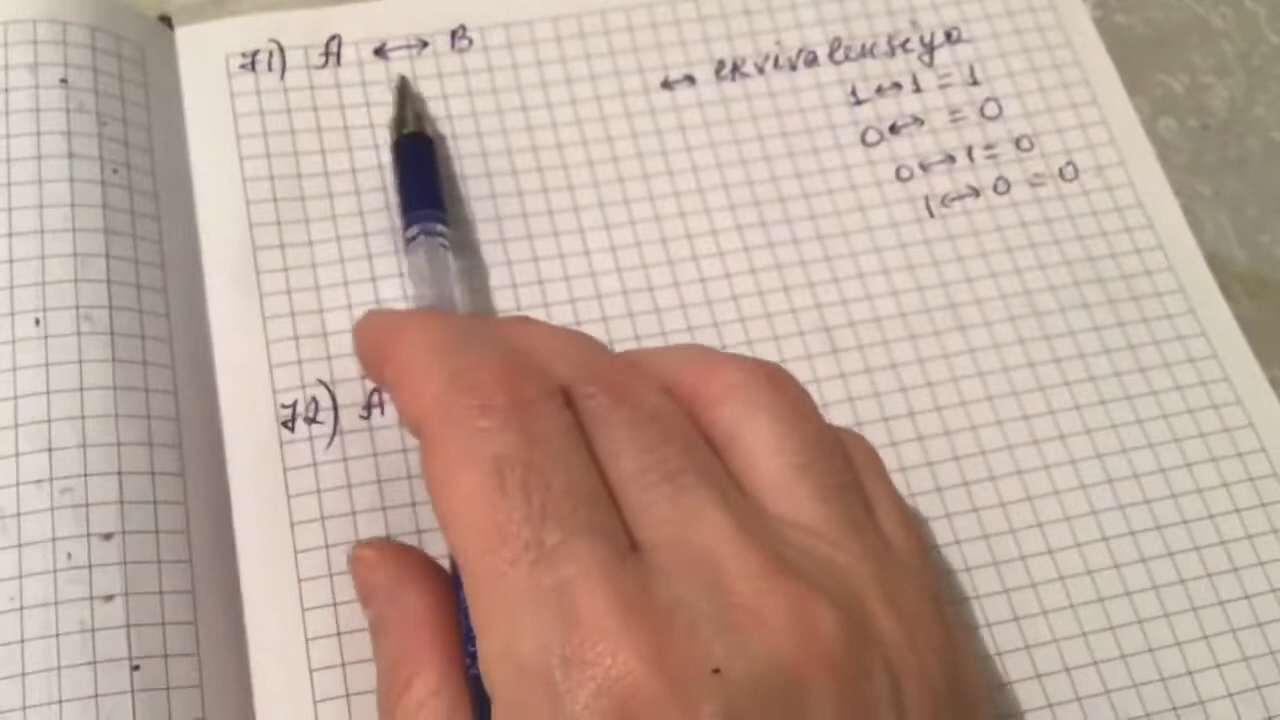 71) A ↔ B
↔ ekvivalensiya
1 ↔ 1 = 1
0 ↔ = 0
0 ↔ 1 = 0
1 ↔ 0 = 0
72) A